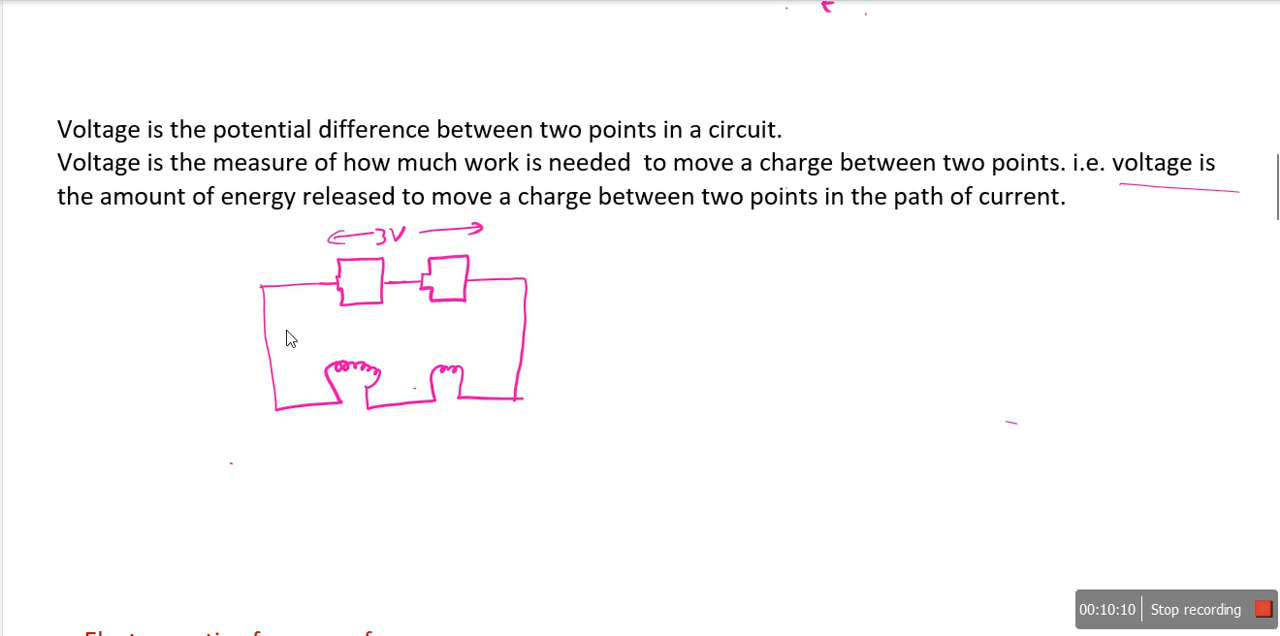 Voltage is the potential difference between two points in a circuit.
Voltage is the measure of how much work is needed  to move a charge between two points. i.e. voltage is
the amount of energy released to move a charge between two points in the path of current.
3V
00:10:10 Stop recording